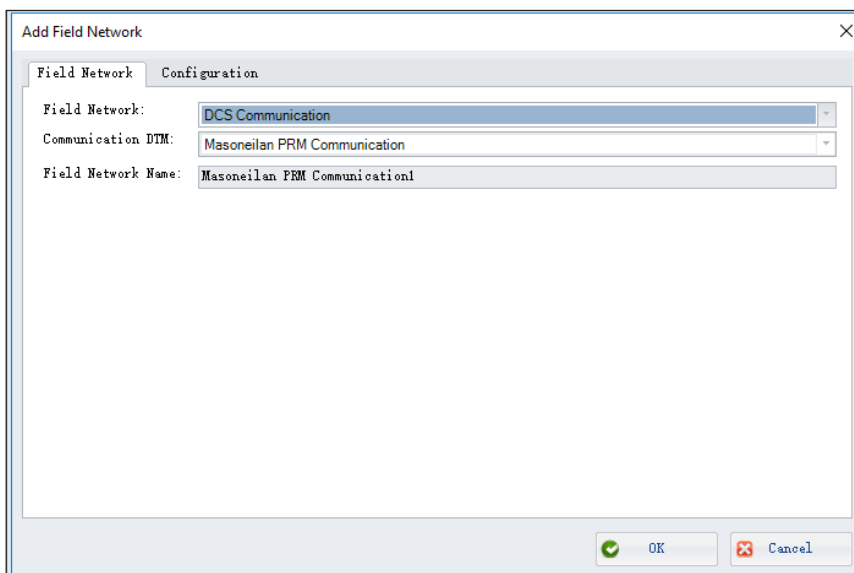 Add Field Network
Field Network Configuration
Field Network: DCS Communication
Communication DTM: Masoneilan PRM Communication
Field Network Name: Masoneilan PRM Communication1
OK Cancel